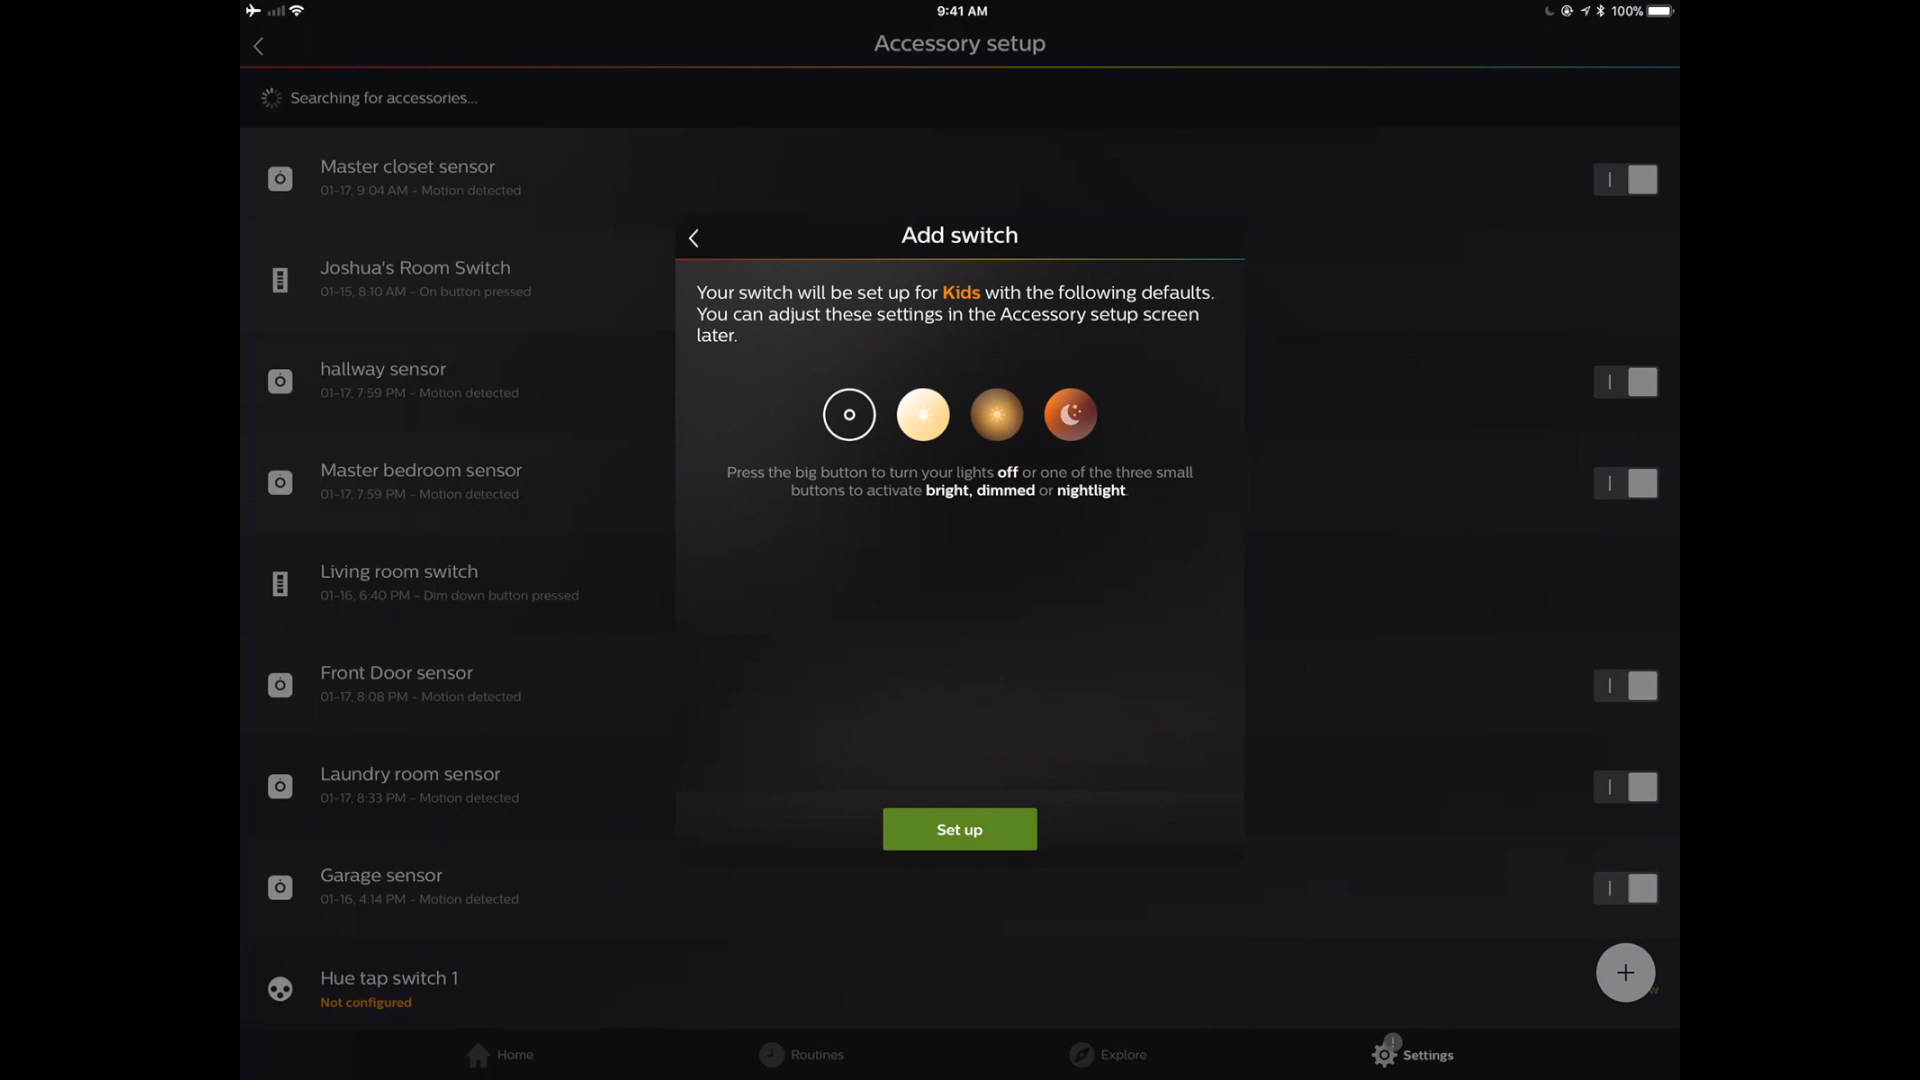 9:41 AM
100%
Accessory setup
Searching for accessories...
Master closet sensor
01-17, 9:04 AM - Motion detected
Joshua's Room Switch
01-15, 8:10 AM - On button pressed
hallway sensor
01-17, 7:59 PM - Motion detected
Master bedroom sensor
01-17, 7:59 PM - Motion detected
Living room switch
01-16, 6:40 PM - Dim down button pressed
Front Door sensor
01-17, 8:08 PM - Motion detected
Laundry room sensor
01-17, 8:33 PM - Motion detected
Garage sensor
01-16, 4:14 PM - Motion detected
Hue tap switch 1
Not configured
Add switch
Your switch will be set up for Kids with the following defaults.
You can adjust these settings in the Accessory setup screen
later.
Press the big button to turn your lights off or one of the three small
buttons to activate bright, dimmed or nightlight.
Set up
Home
Routines
Explore
Settings